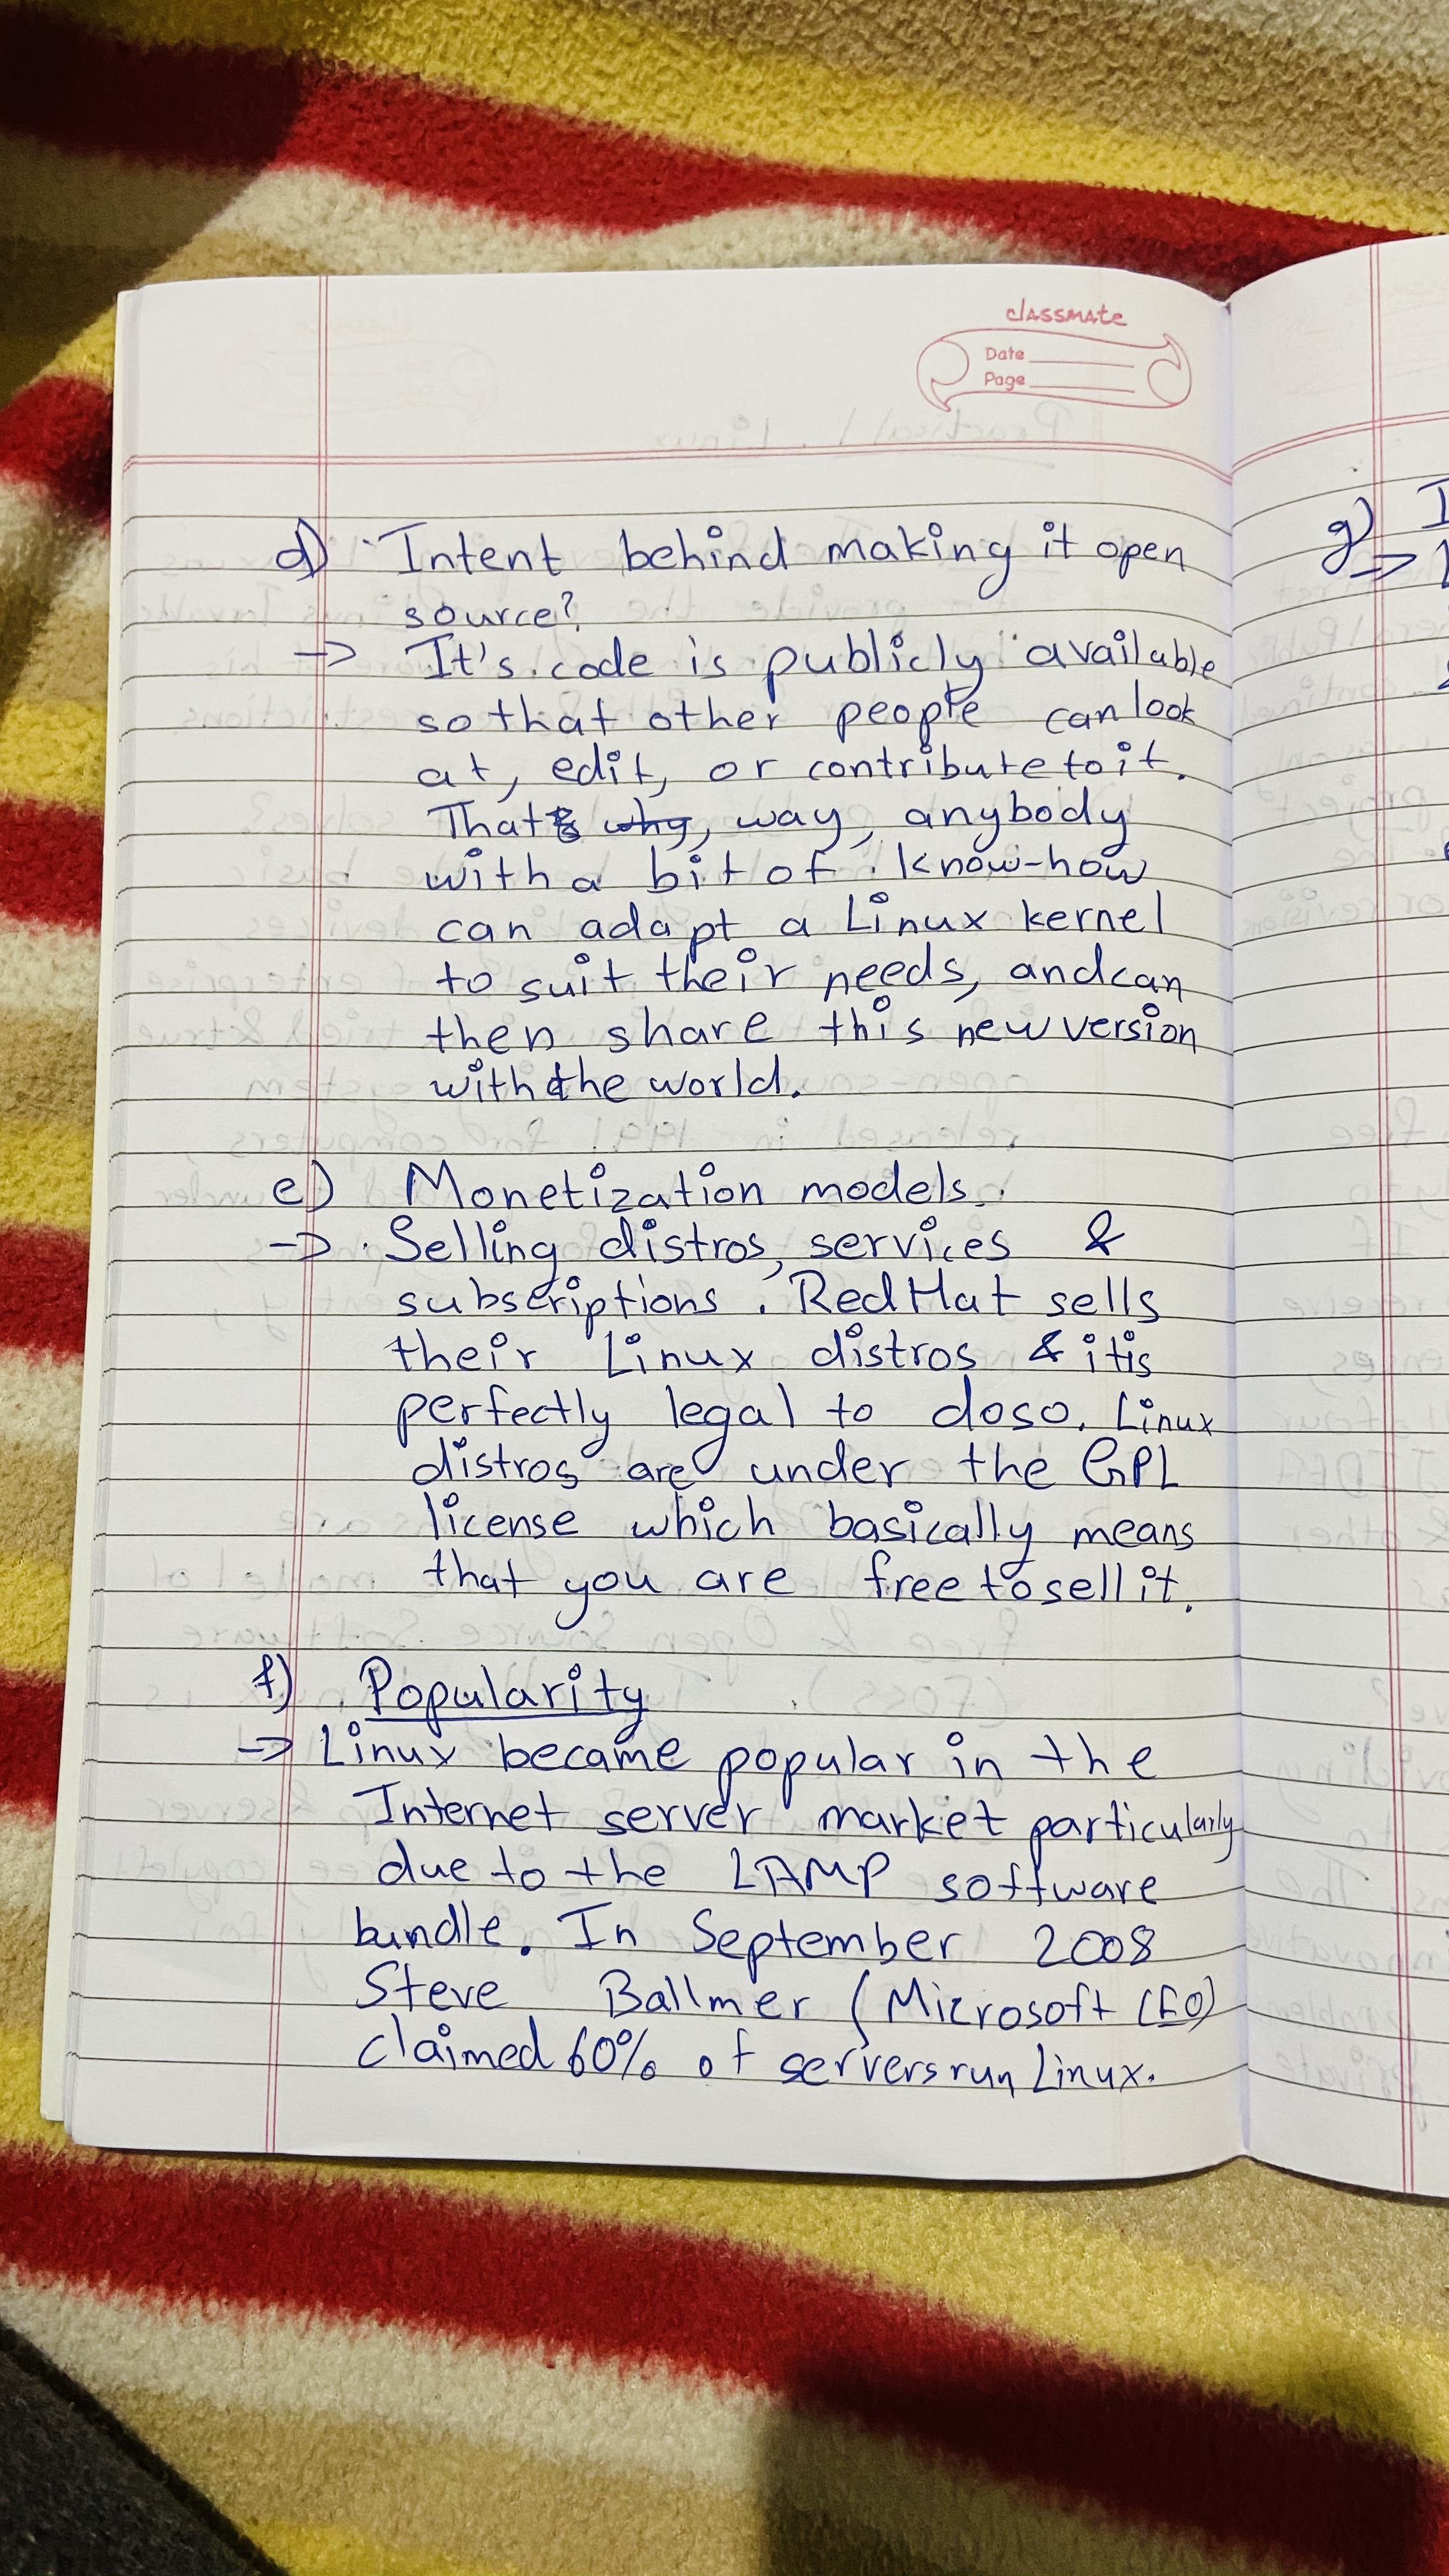 classmate
Date
Page
d) Intent behind making it open
source?
→ It's code is publicly available
so that other people can look
at, edit, or contribute to it.
That's why, way, anybody
with a bit of know-how
can adapt a Linux kernel
to suit their needs, and can
then share this new version
with the world.
e) Monetization models.
→ Selling distros, services &
subscriptions. RedHat sells
their Linux distros & it is
perfectly legal to do so. Linux
distros are under the GPL
license which basically means
that you are free to sell it.
f) Popularity
→ Linux became popular in the
Internet server market particularly
due to the LAMP software
bundle. In September 2008
Steve Ballmer (Microsoft CEO)
claimed 60% of servers run Linux.
g) I
→